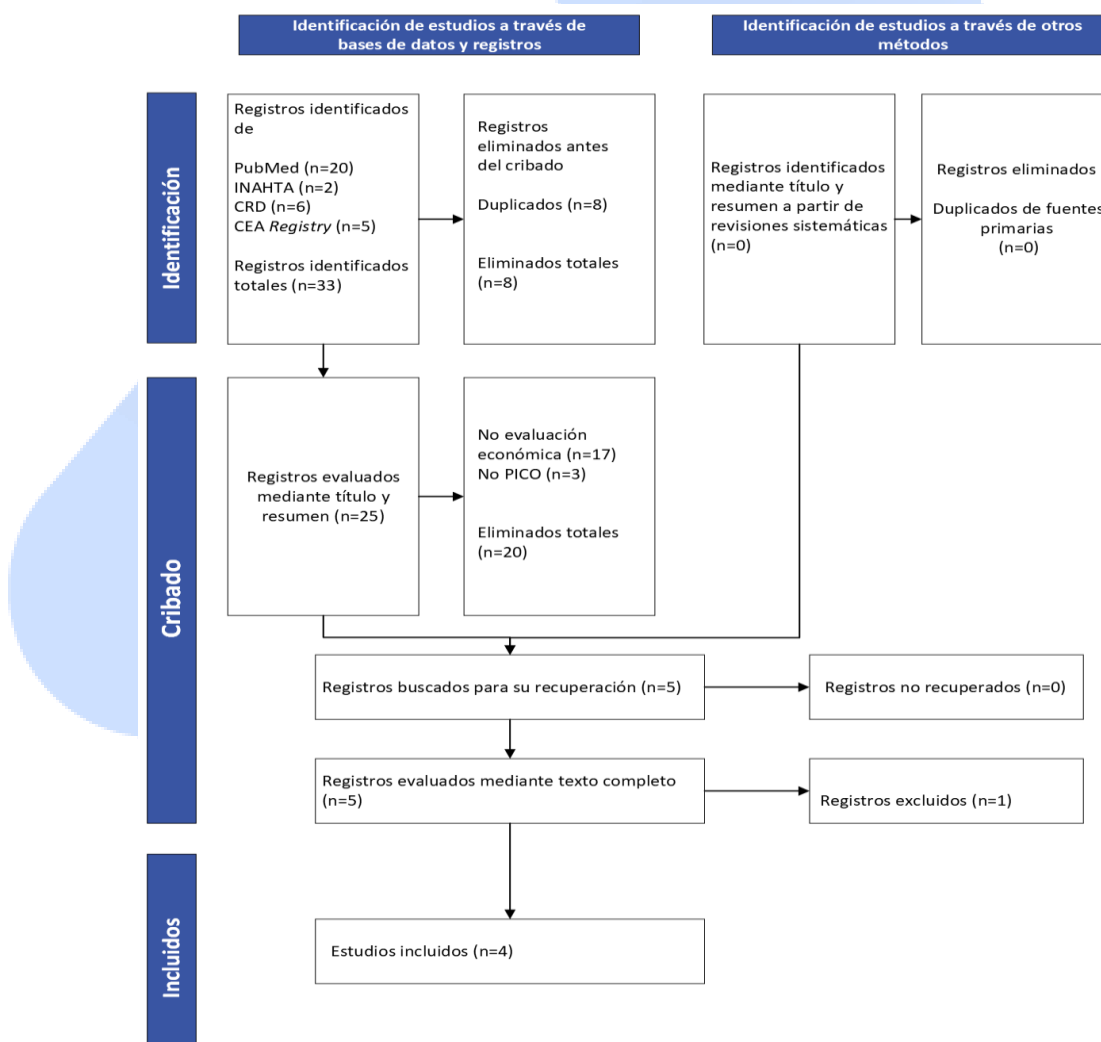 Identificación de estudios a través de
bases de datos y registros
Identificación de estudios a través de otros
métodos
Identificación
Registros identificados
de
PubMed (n=20)
INAHTA (n=2)
CRD (n=6)
CEA Registry (n=5)
Registros identificados
totales (n=33)
Registros
eliminados antes
del cribado
Duplicados (n=8)
Eliminados totales
(n=8)
Registros identificados
mediante título y
resumen a partir de
revisiones sistemáticas
(n=0)
Registros eliminados
Duplicados de fuentes
primarias
(n=0)
Cribado
Registros evaluados
mediante título y
resumen (n=25)
No evaluación
económica (n=17)
No PICO (n=3)
Eliminados totales
(n=20)
Registros buscados para su recuperación (n=5)
Registros no recuperados (n=0)
Registros evaluados mediante texto completo
(n=5)
Registros excluidos (n=1)
Incluidos
Estudios incluidos (n=4)